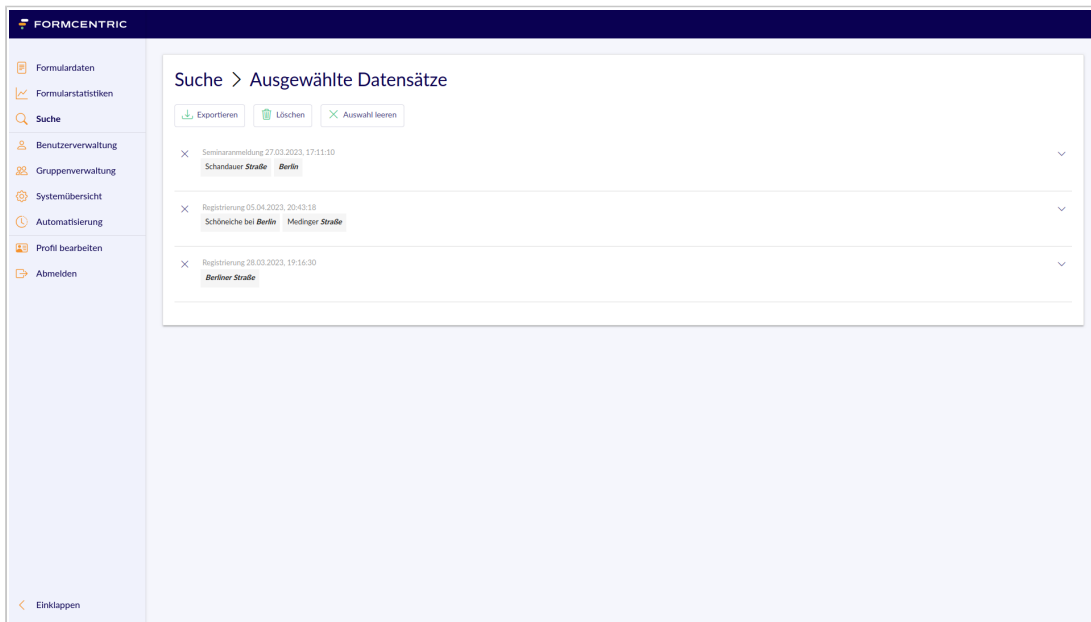 FORMCENTRIC
Formulardaten
Formularstatistiken
Suche
Benutzerverwaltung
Gruppenverwaltung
Systemübersicht
Automatisierung
Profil bearbeiten
Abmelden
Einklappen
Suche > Ausgewählte Datensätze
Exportieren Löschen Auswahl leeren
Seminaranmeldung 27.03.2023, 17:11:10
Schandauer Straße Berlin
Registrierung 05.04.2023, 20:43:18
Schöneiche bei Berlin Medinger Straße
Registrierung 28.03.2023, 19:16:30
Berliner Straße